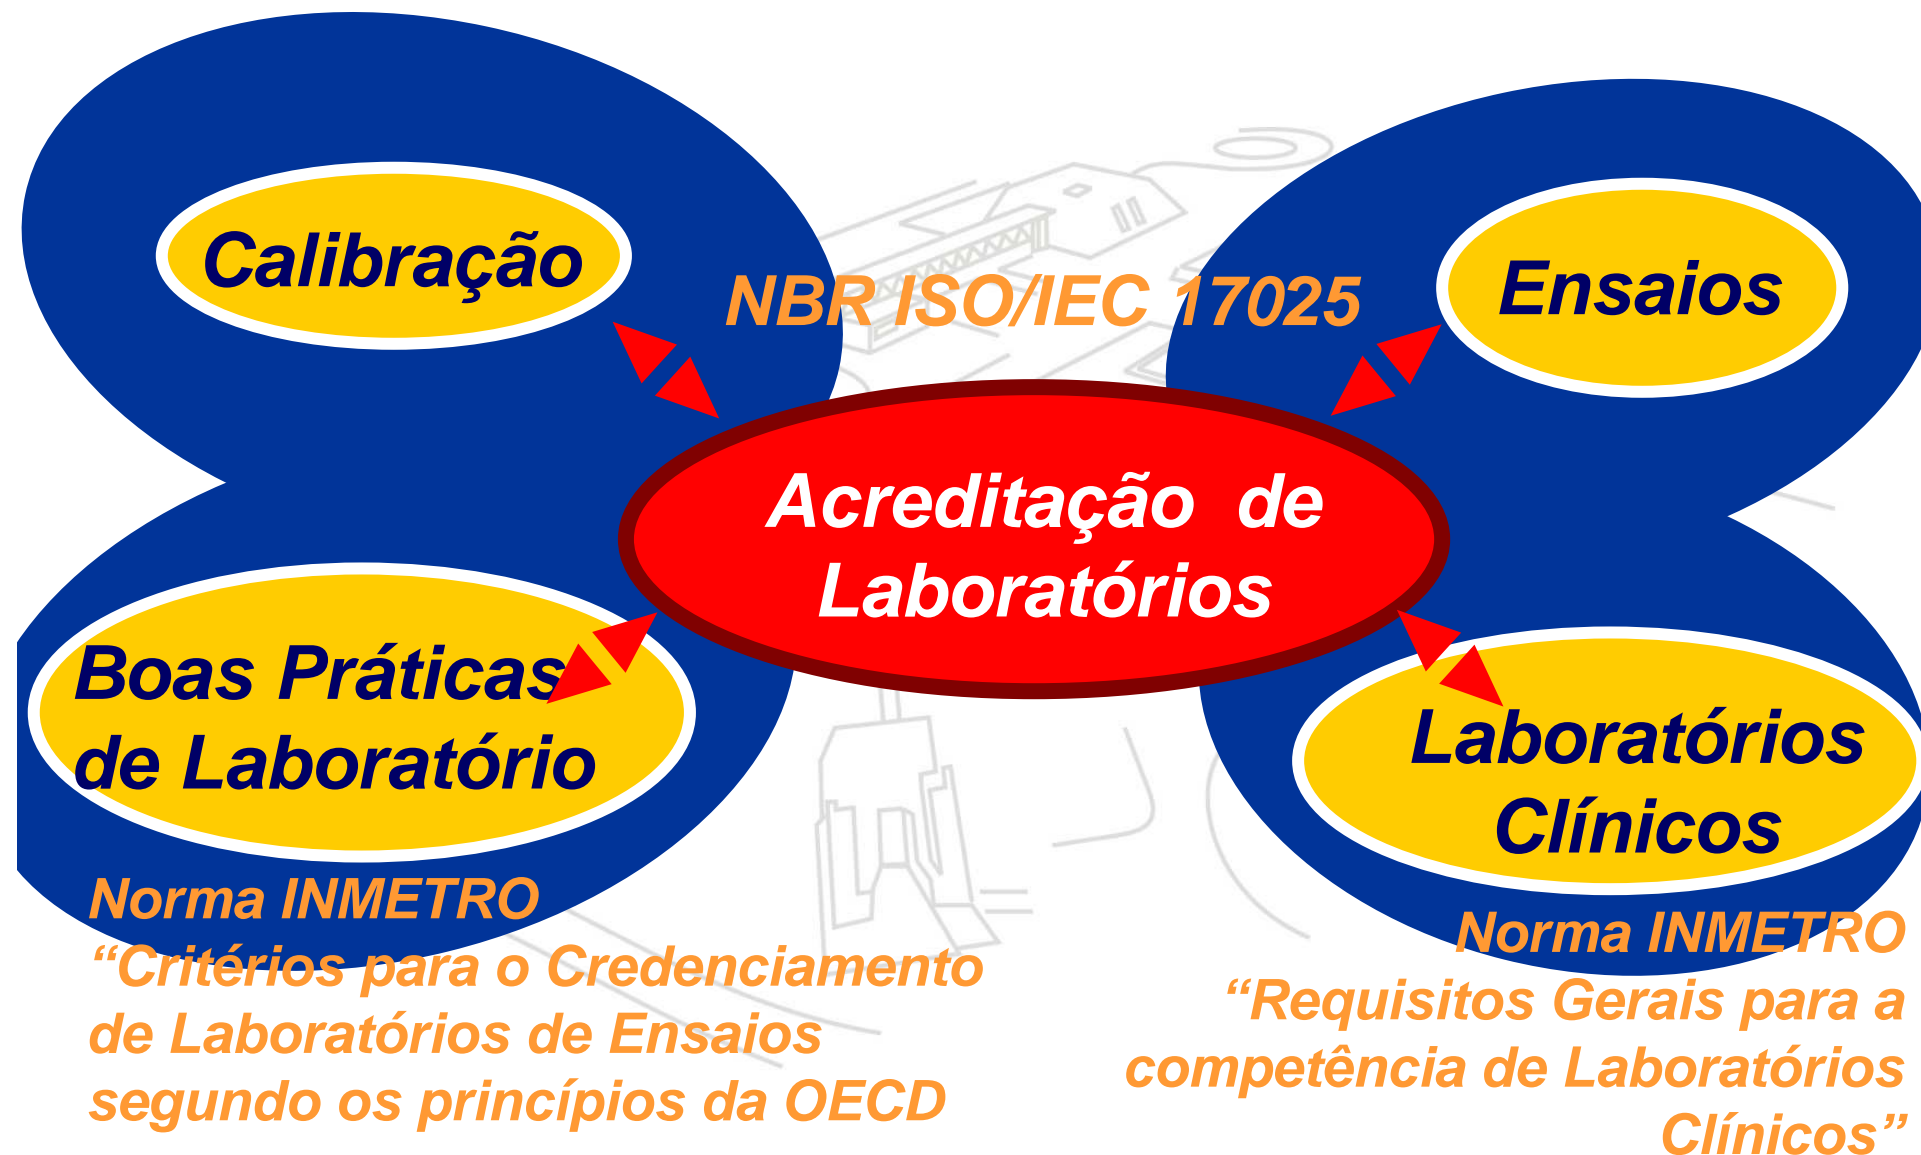 Calibração
NBR ISO/IEC 17025
Ensaios
Acreditação de
Laboratórios
Boas Práticas
de Laboratório
Laboratórios
Clínicos
Norma INMETRO
“Critérios para o Credenciamento
de Laboratórios de Ensaios
segundo os princípios da OECD
Norma INMETRO
“Requisitos Gerais para a
competência de Laboratórios
Clínicos”